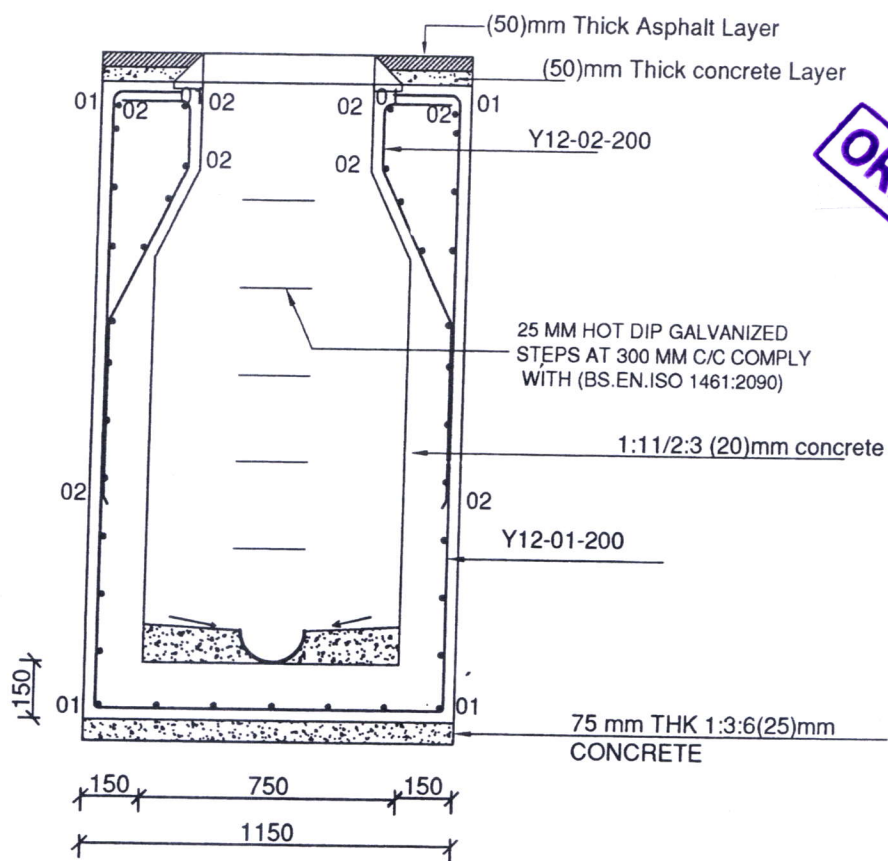 (50)mm Thick Asphalt Layer
(50)mm Thick concrete Layer
01 02 01 02 02 01 02 01
Y12-02-200
02 02
OR
25 MM HOT DIP GALVANIZED
STEPS AT 300 MM C/C COMPLY
WITH (BS.EN.ISO 1461:2090)
1:11/2:3 (20)mm concrete
02 02
Y12-01-200
150
01 01
75 mm THK 1:3:6(25)mm
CONCRETE
150 750 150
1150